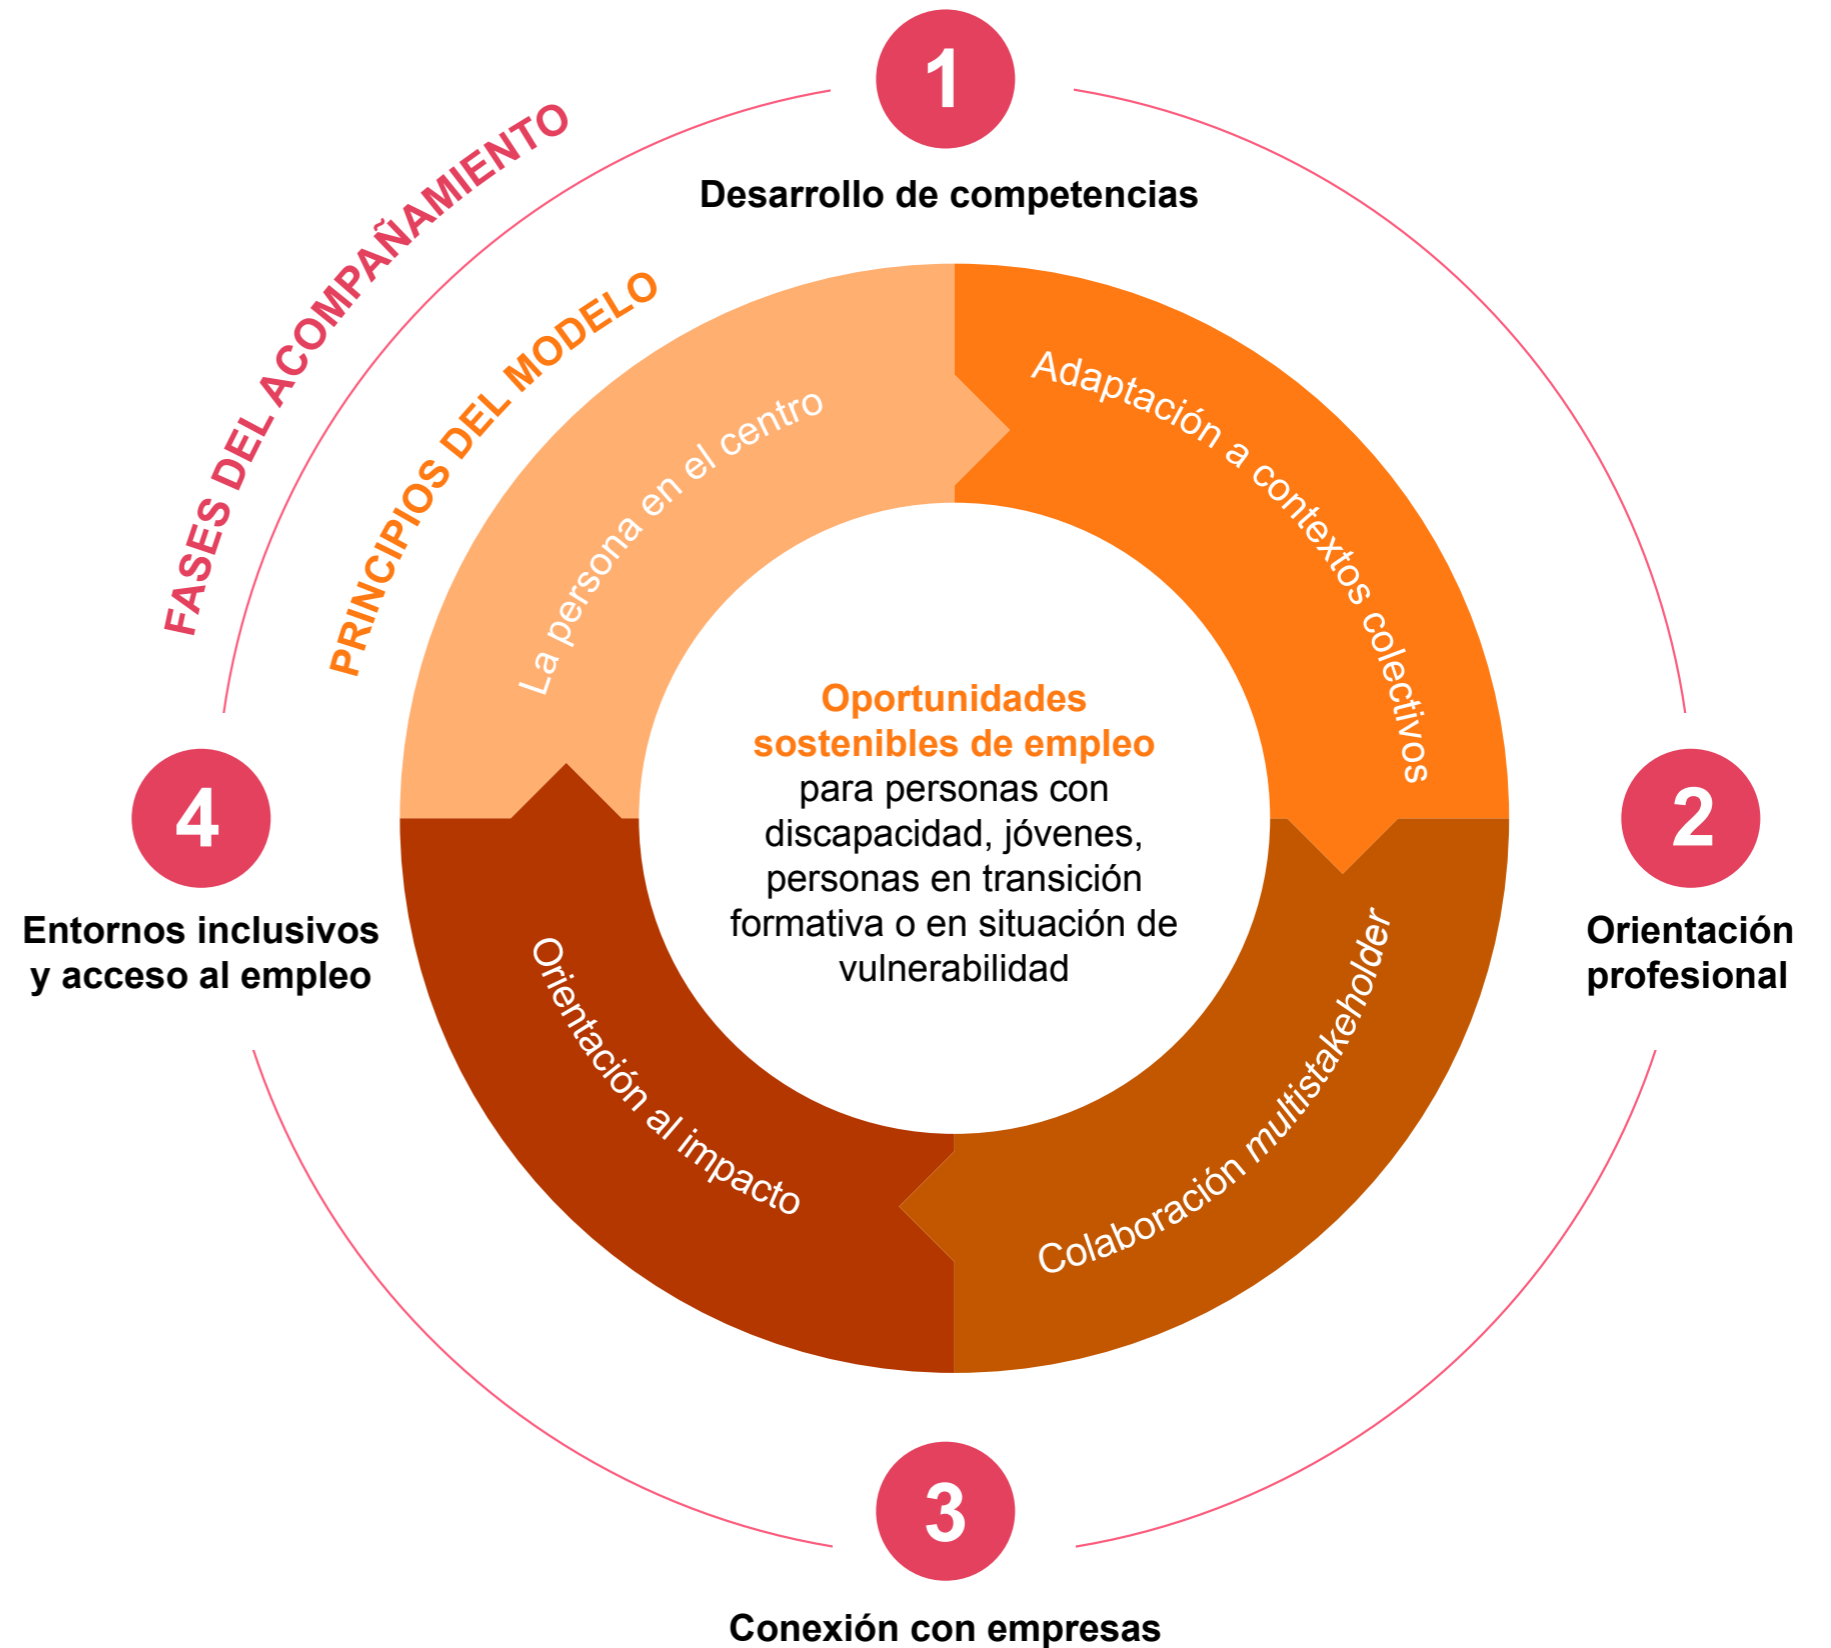 1
Desarrollo de competencias
FASES DEL ACOMPAÑAMIENTO
PRINCIPIOS DEL MODELO
La persona en el centro
Adaptación a contextos colectivos
Oportunidades
sostenibles de empleo
para personas con
discapacidad, jóvenes,
personas en transición
formativa o en situación de
vulnerabilidad
4
Entornos inclusivos
y acceso al empleo
2
Orientación
profesional
Orientación al impacto
Colaboración multistakeholder
3
Conexión con empresas